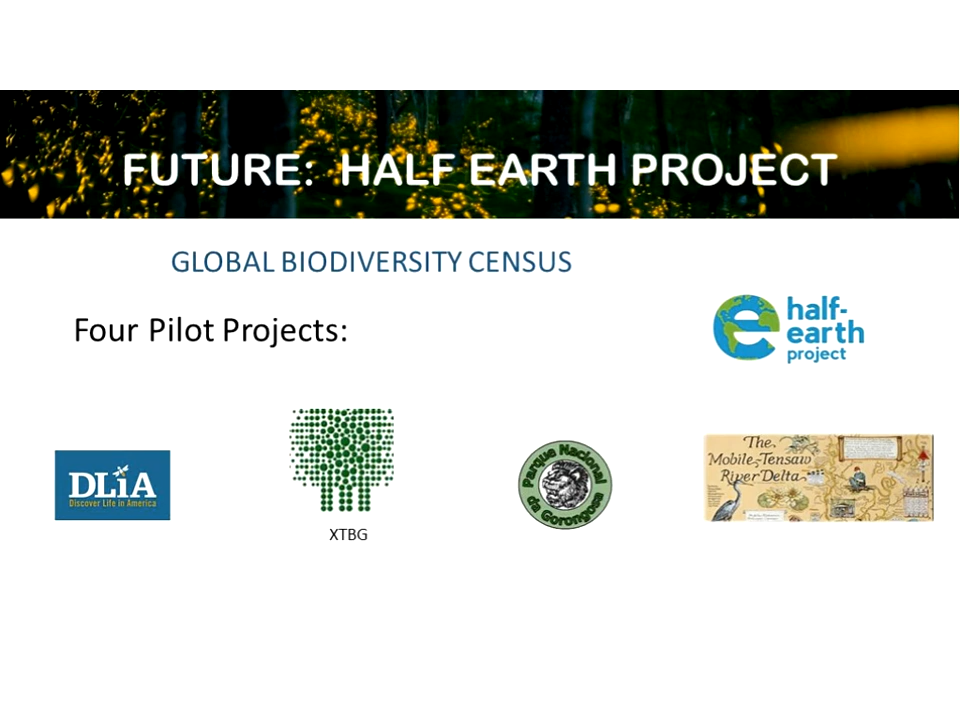 FUTURE: HALF EARTH PROJECT
GLOBAL BIODIVERSITY CENSUS
Four Pilot Projects:
half-
earth
project
DLiA
Discover Life in America
XTBG
Parque Nacional
da Gorongosa
The
Mobile-Tensaw
River Delta